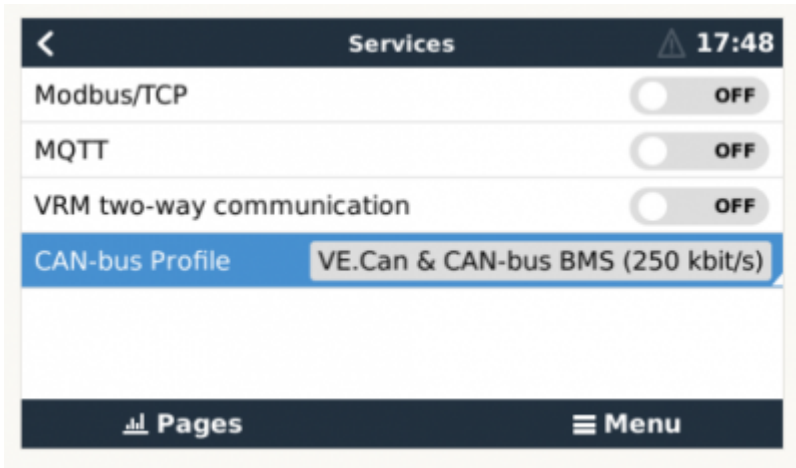 Services 17:48
Modbus/TCP OFF
MQTT OFF
VRM two-way communication OFF
CAN-bus Profile VE.Can & CAN-bus BMS (250 kbit/s)
Pages Menu